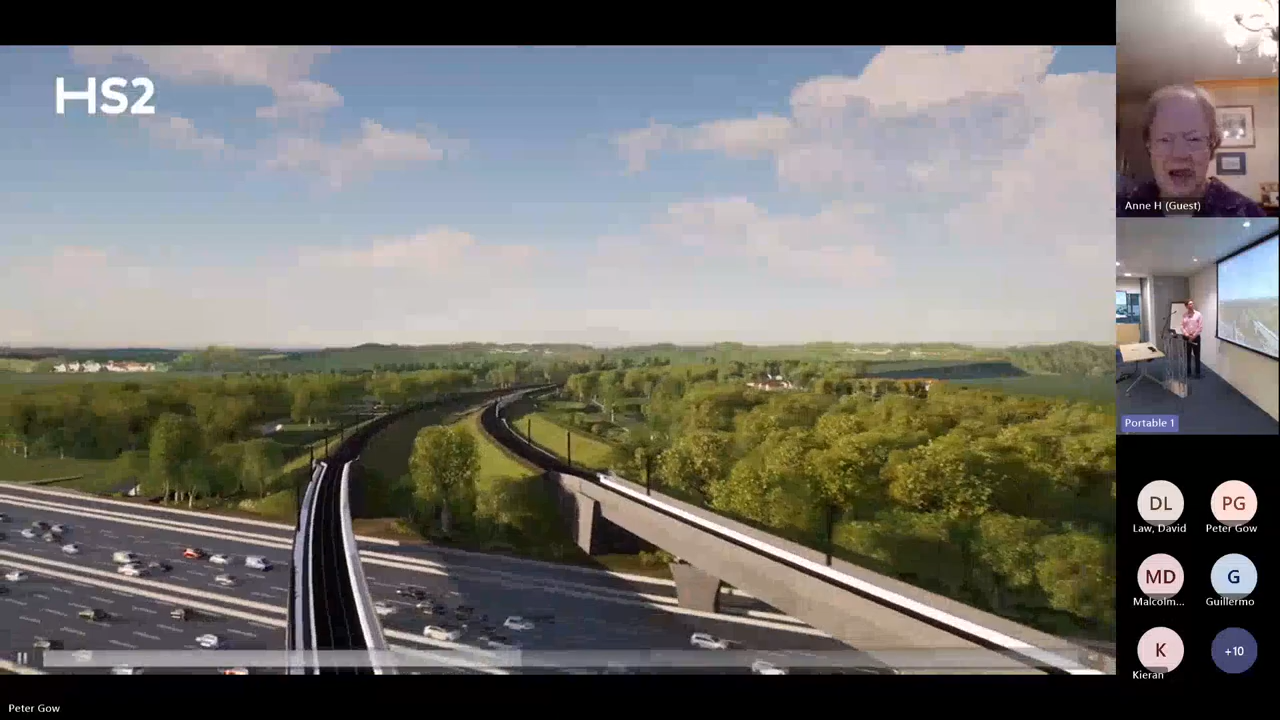 HS2
Anne H (Guest)
Portable 1
DL
PG
Law, David
Peter Gow
MD
G
Malcolm...
Guillermo
K
+10
Kieran
Peter Gow